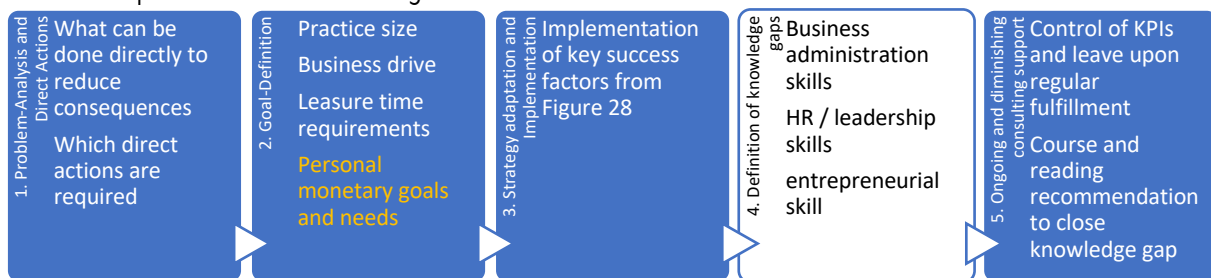 1. Problem-Analysis and
Direct Actions
What can be
done directly to
reduce
consequences
Which direct
actions are
required
2. Goal-Definition
Practice size
Business drive
Leasure time
requirements
Personal
monetary goals
and needs
3. Strategy adaptation and
Implementation
Implementation
of key success
factors from
Figure 28
4. Definition of knowledge
gaps
Business
administration
skills
HR / leadership
skills
entrepreneurial
skill
5. Ongoing and diminishing
consulting support
Control of KPIs
and leave upon
regular
fulfillment
Course and
reading
recommendation
to close
knowledge gap